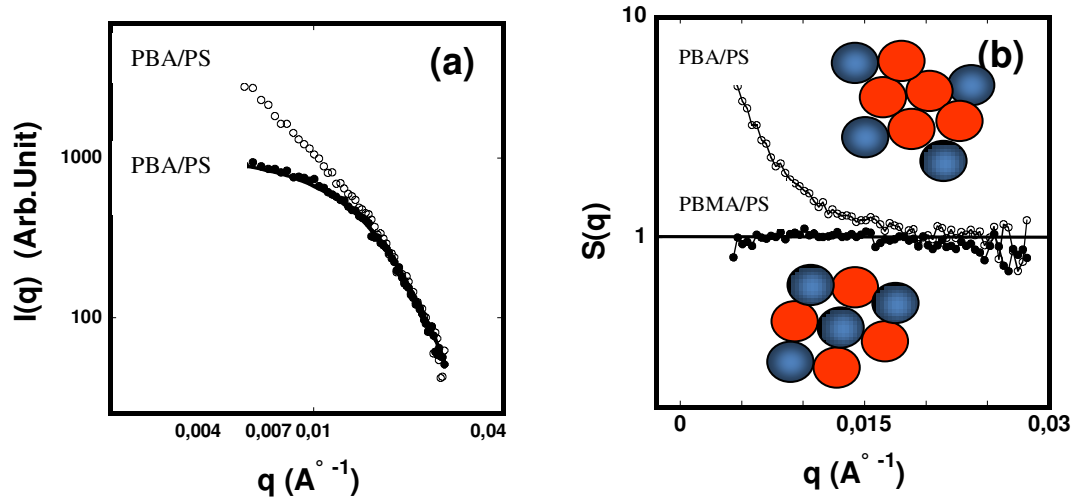 (a)
PBA/PS
PBA/PS
1000
100
I(q) (Arb.Unit)
0,004 0,007 0,01 0,04
q (A° -1)
10
(b)
PBA/PS
PBMA/PS
1
S(q)
0 0,015 0,03
q (A° -1)